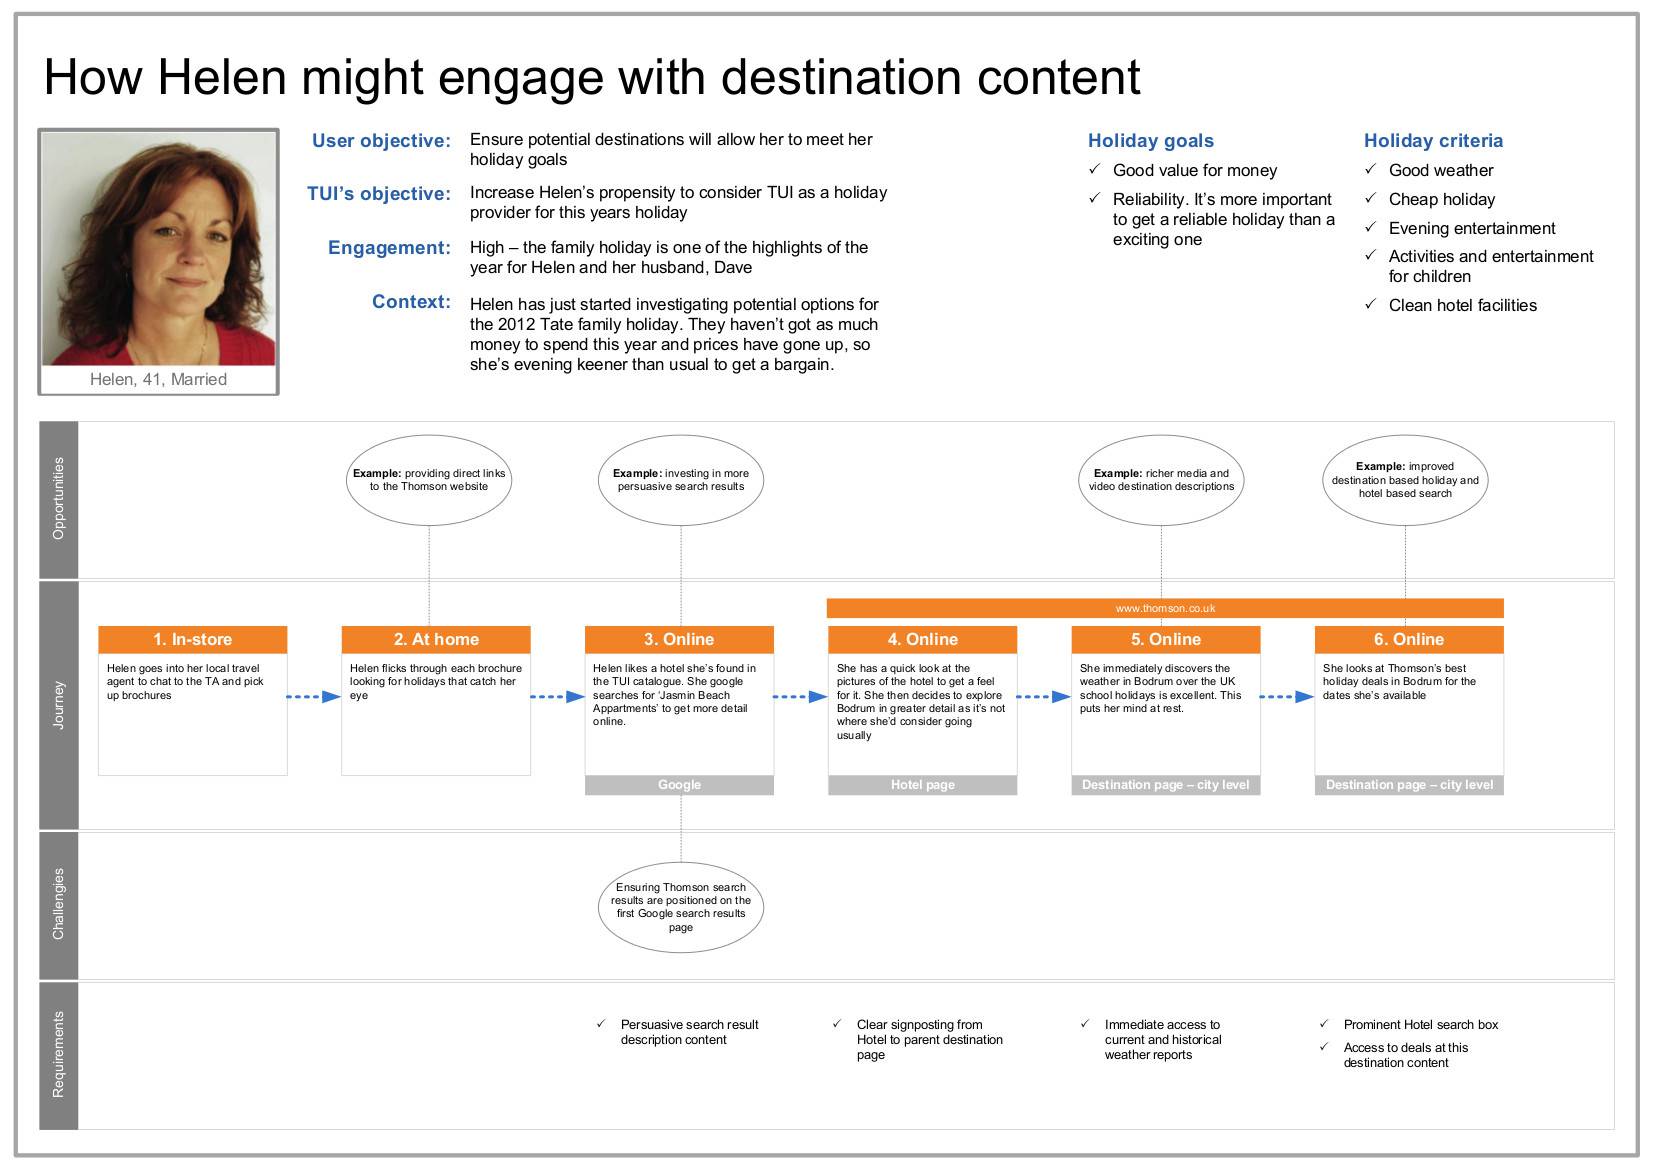 How Helen might engage with destination content
Helen, 41, Married
User objective:
Ensure potential destinations will allow her to meet her
holiday goals
TUI’s objective:
Increase Helen’s propensity to consider TUI as a holiday
provider for this years holiday
Engagement:
High – the family holiday is one of the highlights of the
year for Helen and her husband, Dave
Context:
Helen has just started investigating potential options for
the 2012 Tate family holiday. They haven’t got as much
money to spend this year and prices have gone up, so
she’s evening keener than usual to get a bargain.
Holiday goals
✓ Good value for money
✓ Reliability. It’s more important
to get a reliable holiday than a
exciting one
Holiday criteria
✓ Good weather
✓ Cheap holiday
✓ Evening entertainment
✓ Activities and entertainment
for children
✓ Clean hotel facilities
Opportunities
Example: providing direct links
to the Thomson website
Example: investing in more
persuasive search results
Example: richer media and
video destination descriptions
Example: improved
destination based holiday and
hotel based search
Journey
www.thomson.co.uk
1. In-store
Helen goes into her local travel
agent to chat to the TA and pick
up brochures
2. At home
Helen flicks through each brochure
looking for holidays that catch her
eye
3. Online
Helen likes a hotel she’s found in
the TUI catalogue. She google
searches for ‘Jasmin Beach
Appartments’ to get more detail
online.
Google
4. Online
She has a quick look at the
pictures of the hotel to get a feel
for it. She then decides to explore
Bodrum in greater detail as it’s not
where she’d consider going
usually
Hotel page
5. Online
She immediately discovers the
weather in Bodrum over the UK
school holidays is excellent. This
puts her mind at rest.
Destination page – city level
6. Online
She looks at Thomson’s best
holiday deals in Bodrum for the
dates she’s available
Destination page – city level
Challengies
Ensuring Thomson search
results are positioned on the
first Google search results
page
Requirements
✓ Persuasive search result
description content
✓ Clear signposting from
Hotel to parent destination
page
✓ Immediate access to
current and historical
weather reports
✓ Prominent Hotel search box
✓ Access to deals at this
destination content